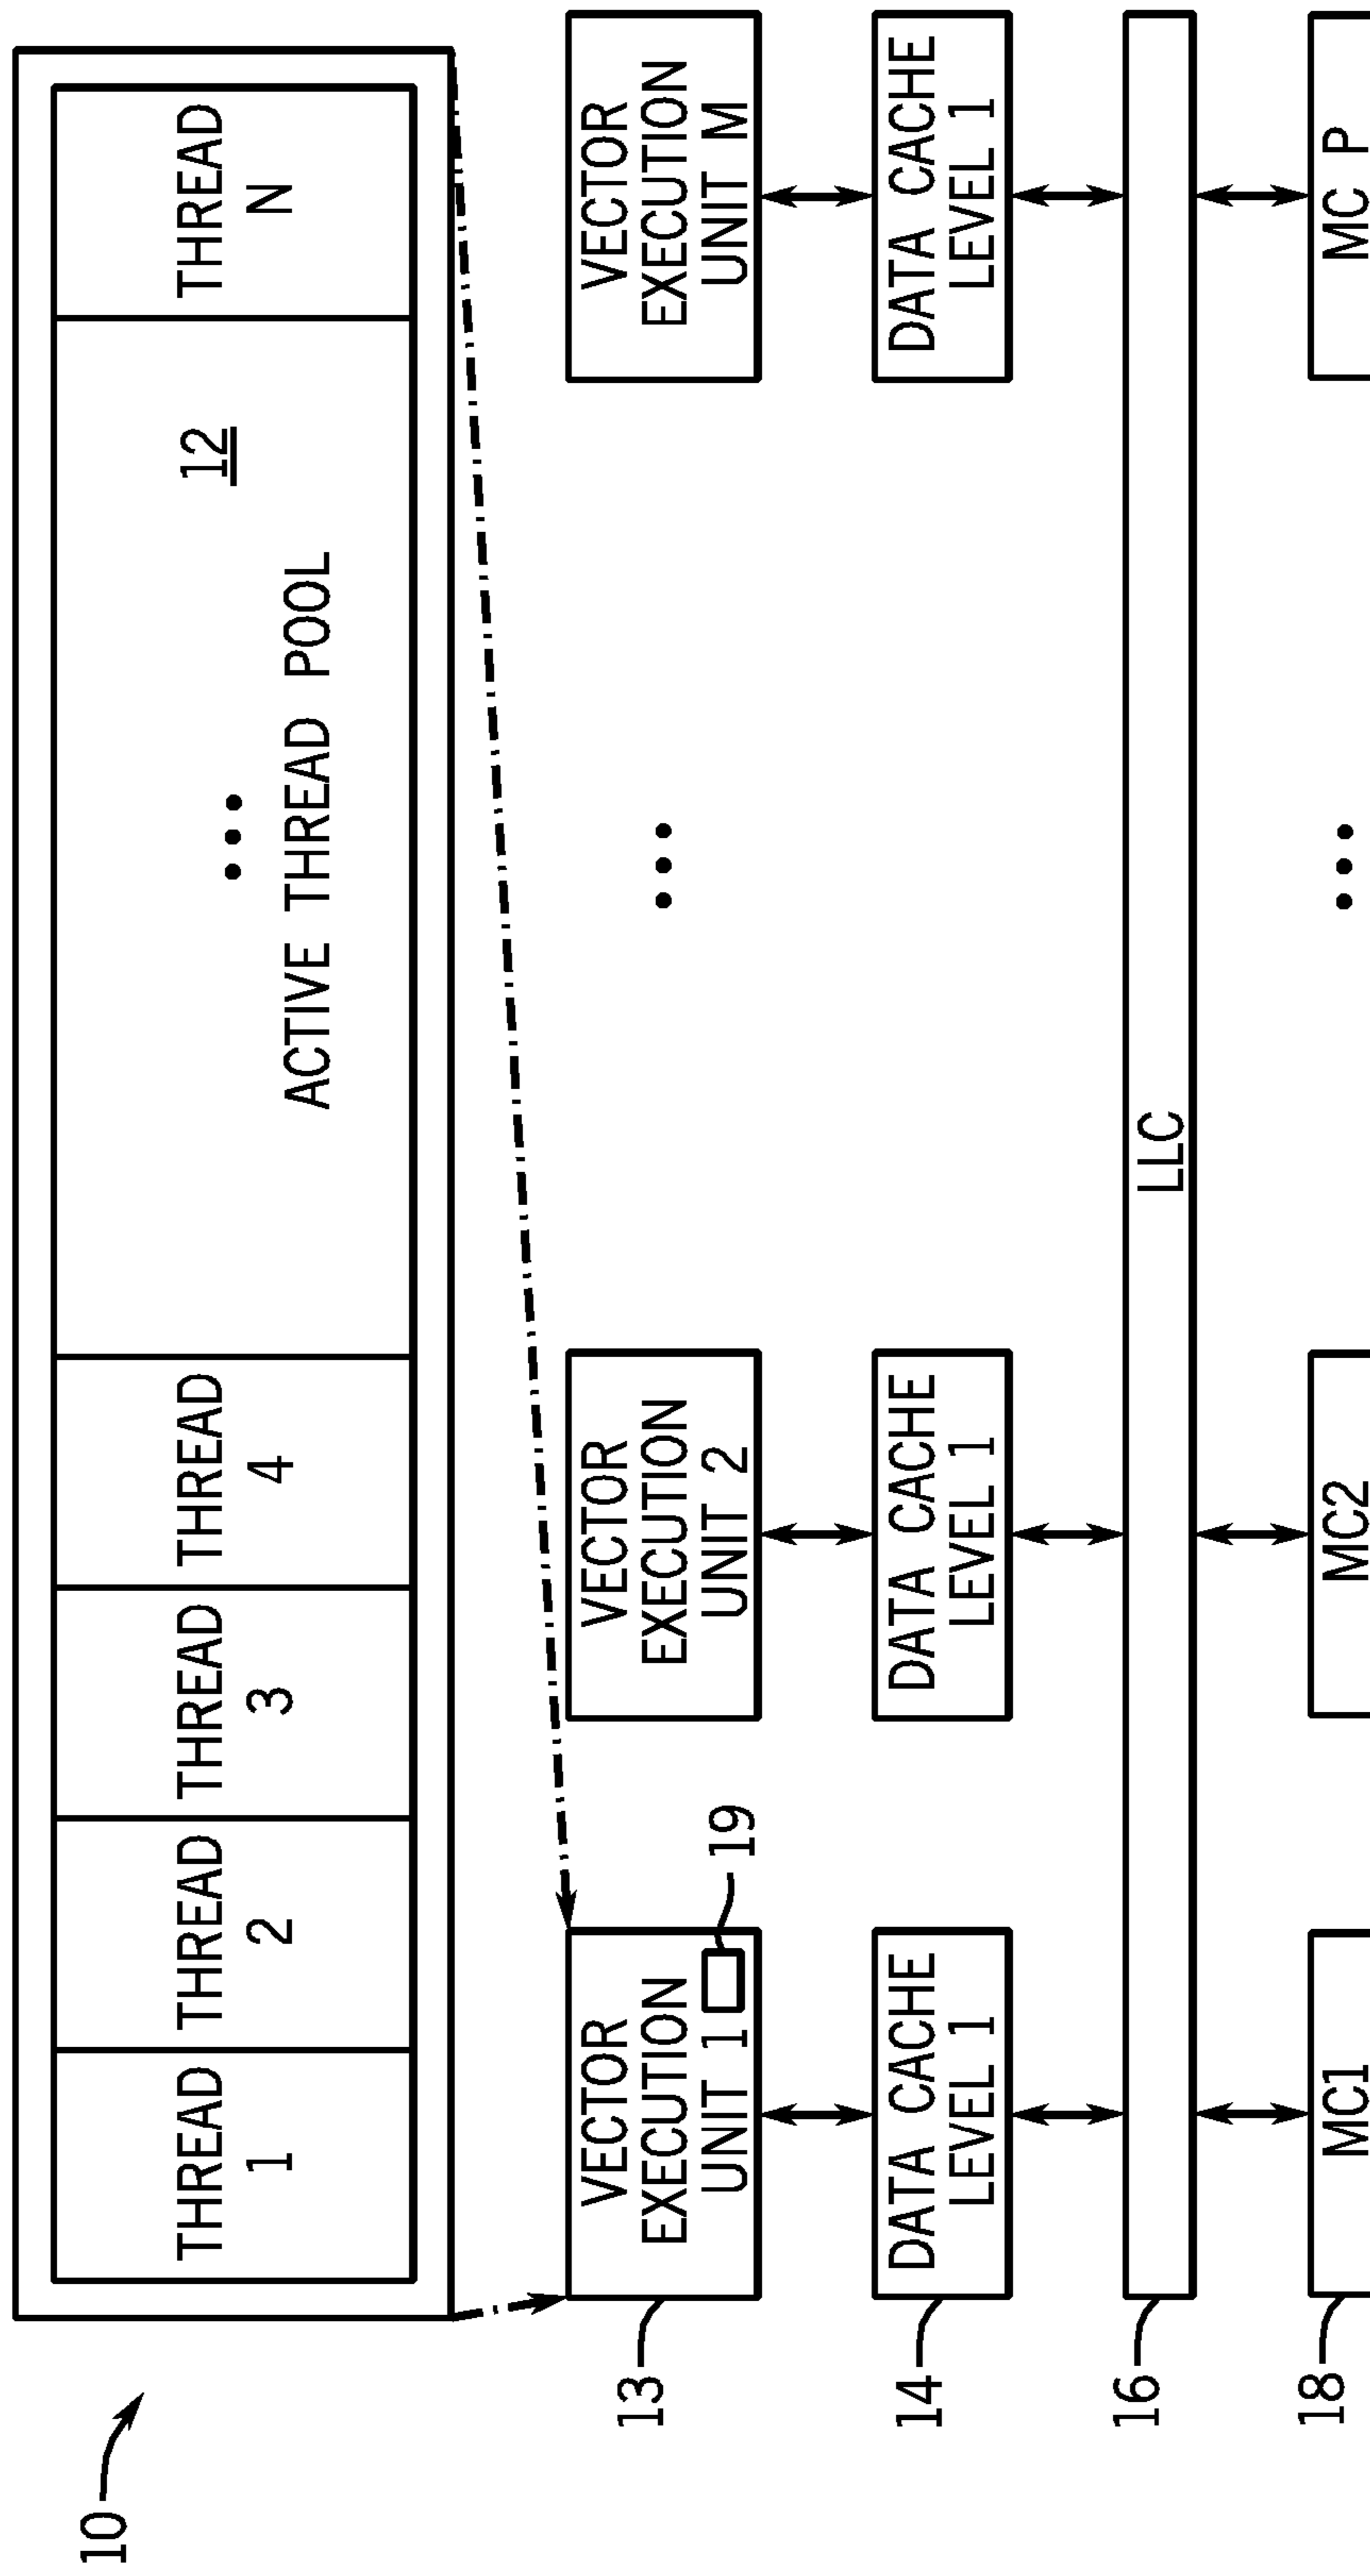 10
THREAD
1
THREAD
2
THREAD
3
THREAD
4
12
ACTIVE THREAD POOL
THREAD
N
13
VECTOR
EXECUTION
UNIT 1
19
VECTOR
EXECUTION
UNIT 2
VECTOR
EXECUTION
UNIT M
14
DATA CACHE
LEVEL 1
DATA CACHE
LEVEL 1
DATA CACHE
LEVEL 1
16
LLC
18
MC1
MC2
MC P